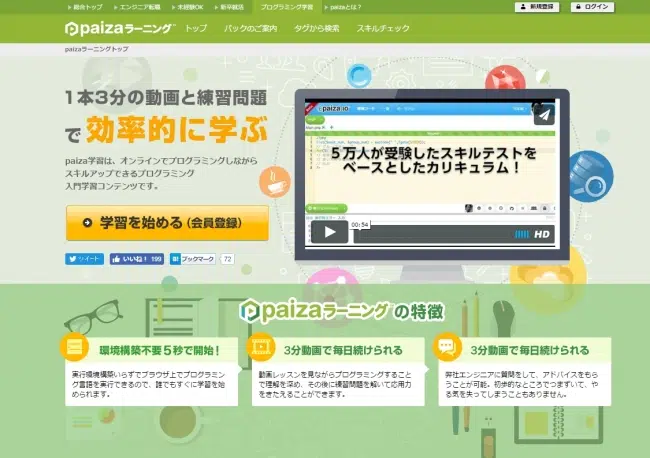 総合トップ エンジニア転職 未経験OK 新卒就活 プログラミング学習 paizaとは？ 新規登録 ログイン
paizaラーニング トップ パックのご案内 タグから検索 スキルチェック
paizaラーニングトップ
1本3分の動画と練習問題
で 効率的に学ぶ
paiza学習は、オンラインでプログラミングしながら
スキルアップできるプログラミング
入門学習コンテンツです。
学習を始める（会員登録）
ツイート いいね！ 199 B! ブックマーク 72
paiza.io
5万人が受験したスキルテストを
ベースとしたカリキュラム！
00:54
HD
paizaラーニング の特徴
環境構築不要５秒で開始！
実行環境構築いらずでブラウザ上でプログラミン
グ言語を実行できるので、誰でもすぐに学習を始
められます。
3分動画で毎日続けられる
動画レッスンを見ながらプログラミングすること
で理解を深め、その後に練習問題を解いて応用力
をきたえることができます。
3分動画で毎日続けられる
弊社エンジニアに質問をして、アドバイスをもら
うことが可能。初歩的なところでつまずいて、や
る気を失ってしまうこともありません。